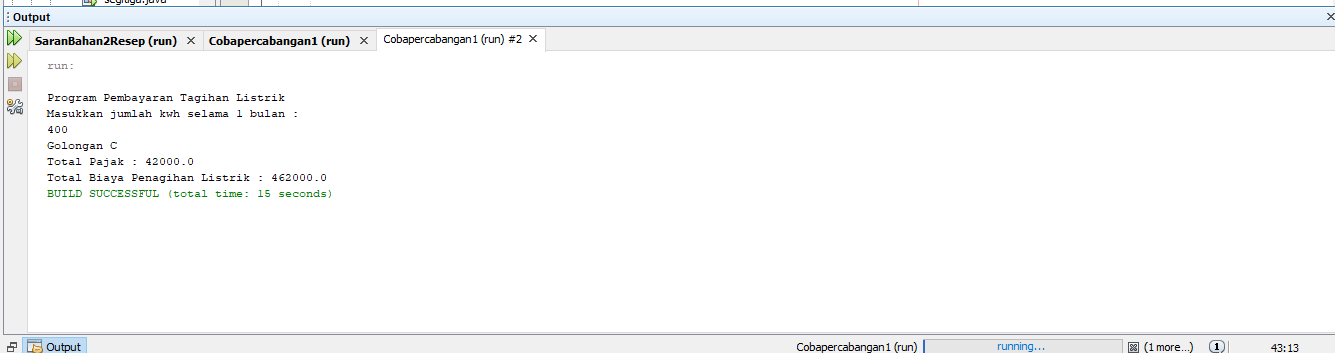 segitiga.java
Output
SaranBahan2Resep (run) Cobapercabangan1 (run) Cobapercabangan1 (run) #2
run:
Program Pembayaran Tagihan Listrik
Masukkan jumlah kwh selama 1 bulan :
400
Golongan C
Total Pajak : 42000.0
Total Biaya Penagihan Listrik : 462000.0
BUILD SUCCESSFUL (total time: 15 seconds)
Output Cobapercabangan1 (run) running... (1 more...) 1 43:13